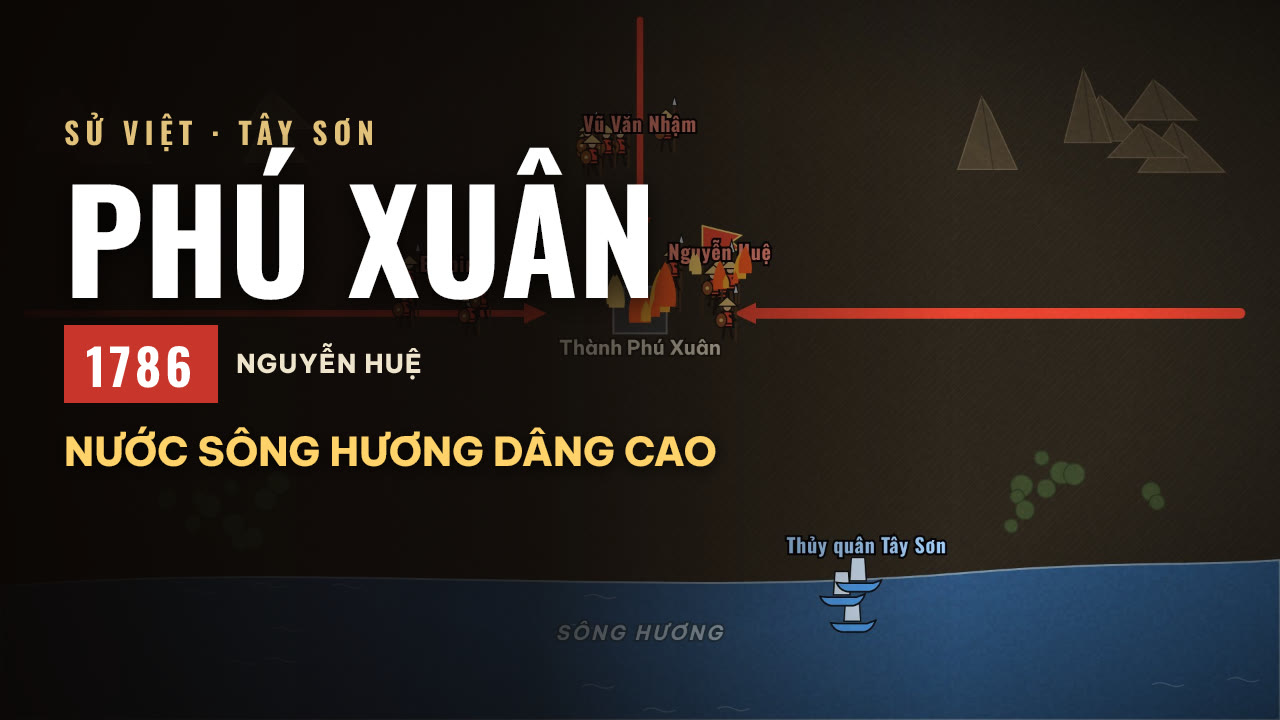 SỬ VIỆT · TÂY SƠN
PHÚ XUÂN
1786
NGUYỄN HUỆ
NƯỚC SÔNG HƯƠNG DÂNG CAO
Vũ Văn Nhậm
Nguyễn Huệ
Thành Phú Xuân
Thủy quân Tây Sơn
SÔNG HƯƠNG